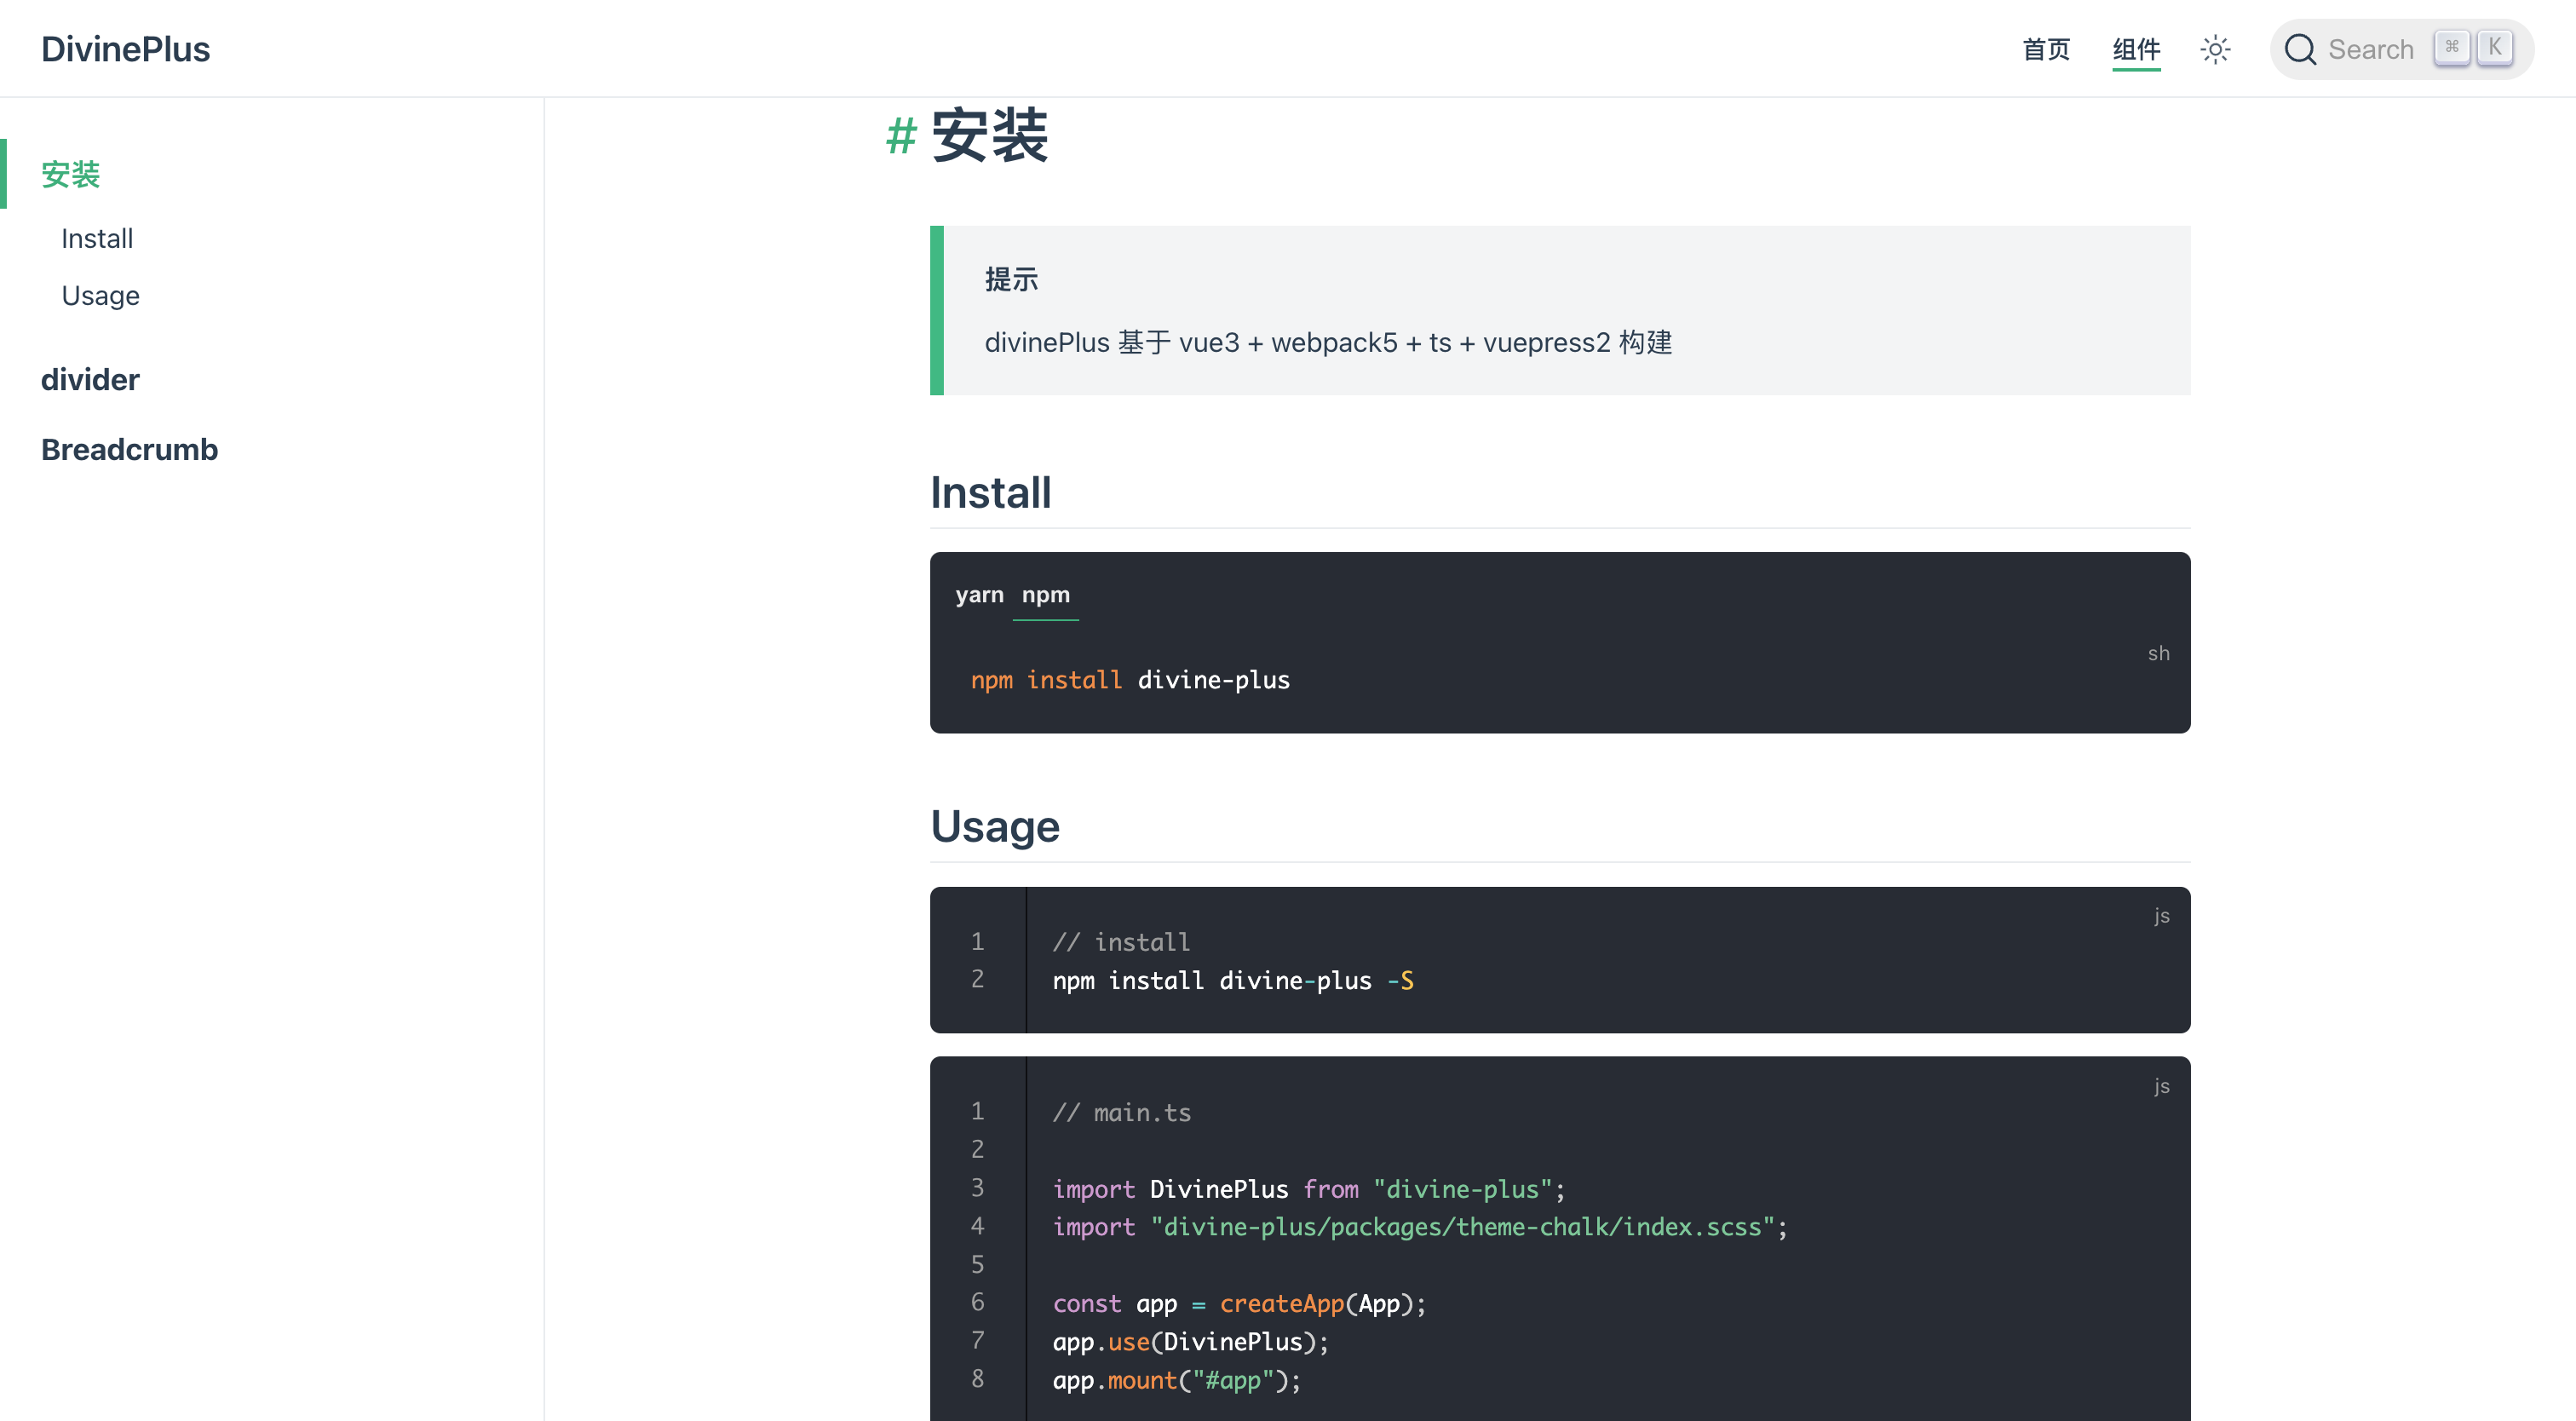 DivinePlus
首页 组件 Search ⌘ K
安装
Install
Usage
divider
Breadcrumb
# 安装
提示
divinePlus 基于 vue3 + webpack5 + ts + vuepress2 构建
Install
yarn npm
sh
npm install divine-plus
Usage
js
1 // install
2 npm install divine-plus -S
js
1 // main.ts
2
3 import DivinePlus from "divine-plus";
4 import "divine-plus/packages/theme-chalk/index.scss";
5
6 const app = createApp(App);
7 app.use(DivinePlus);
8 app.mount("#app");